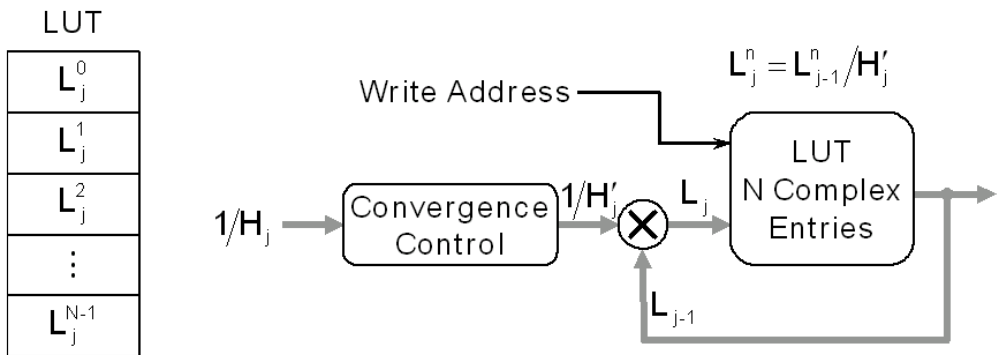 LUT
L_j^0
L_j^1
L_j^2
⋮
L_j^{N-1}
L_j^n = L_{j-1}^n/H′_j
Write Address
LUT
N Complex
Entries
1/H_j
Convergence
Control
1/H′_j
L_j
L_{j-1}